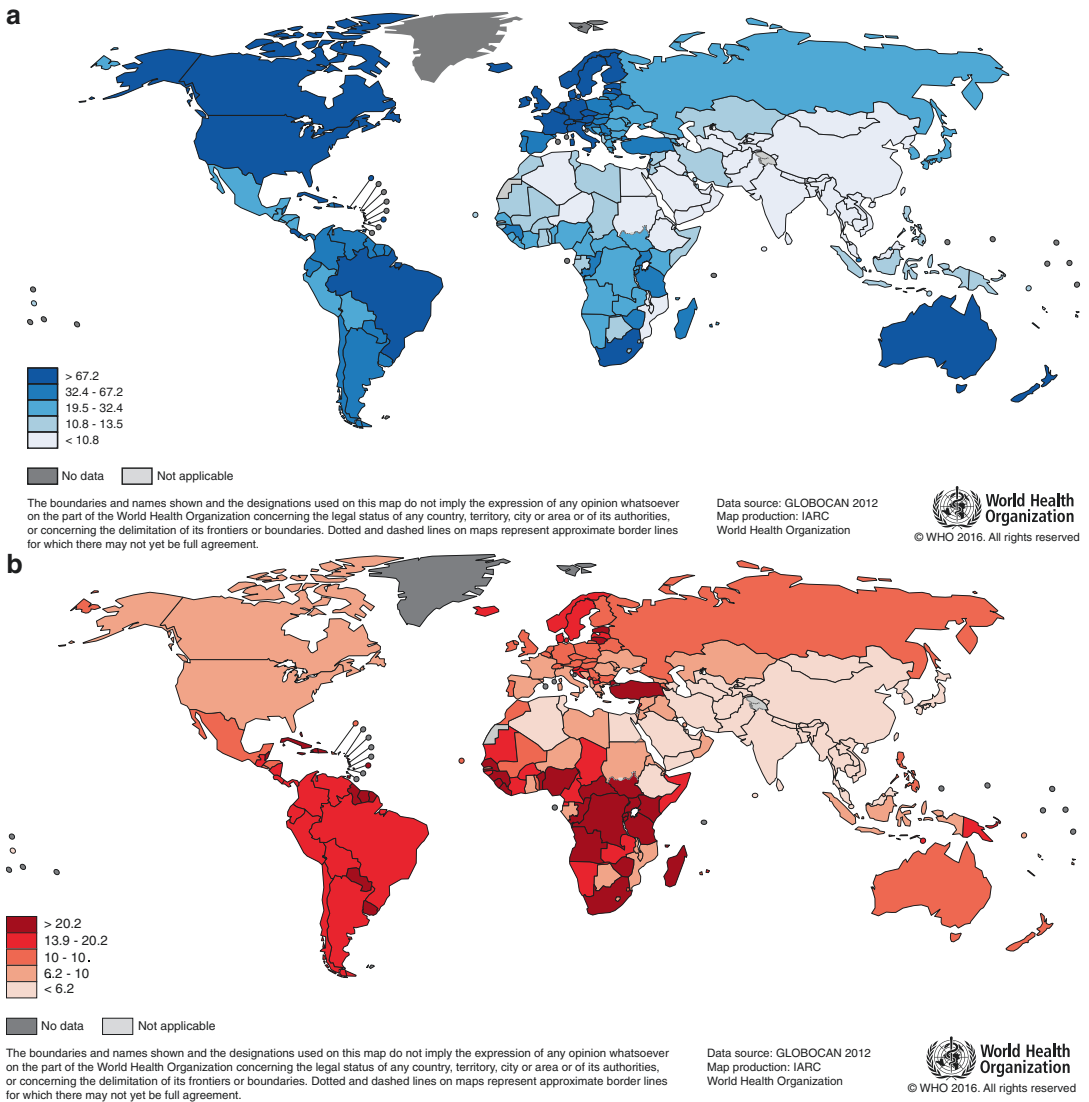 a
> 67.2
32.4 - 67.2
19.5 - 32.4
10.8 - 13.5
< 10.8
No data
Not applicable
The boundaries and names shown and the designations used on this map do not imply the expression of any opinion whatsoever
on the part of the World Health Organization concerning the legal status of any country, territory, city or area or of its authorities,
or concerning the delimitation of its frontiers or boundaries. Dotted and dashed lines on maps represent approximate border lines
for which there may not yet be full agreement.
Data source: GLOBOCAN 2012
Map production: IARC
World Health Organization
World Health
Organization
© WHO 2016. All rights reserved
b
> 20.2
13.9 - 20.2
10 - 10.
6.2 - 10
< 6.2
No data
Not applicable
The boundaries and names shown and the designations used on this map do not imply the expression of any opinion whatsoever
on the part of the World Health Organization concerning the legal status of any country, territory, city or area or of its authorities,
or concerning the delimitation of its frontiers or boundaries. Dotted and dashed lines on maps represent approximate border lines
for which there may not yet be full agreement.
Data source: GLOBOCAN 2012
Map production: IARC
World Health Organization
World Health
Organization
© WHO 2016. All rights reserved